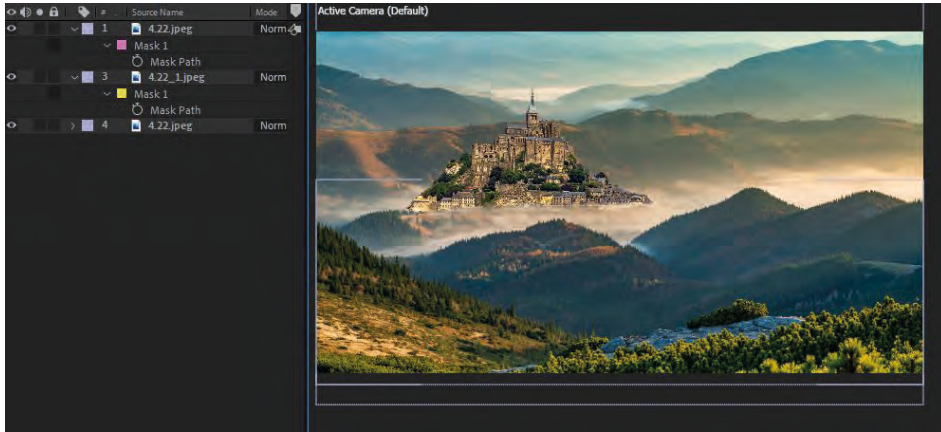 # . Source Name Mode
1 4.22.jpeg Norm
Mask 1
Mask Path
3 4.22_1.jpeg Norm
Mask 1
Mask Path
4 4.22.jpeg Norm
Active Camera (Default)